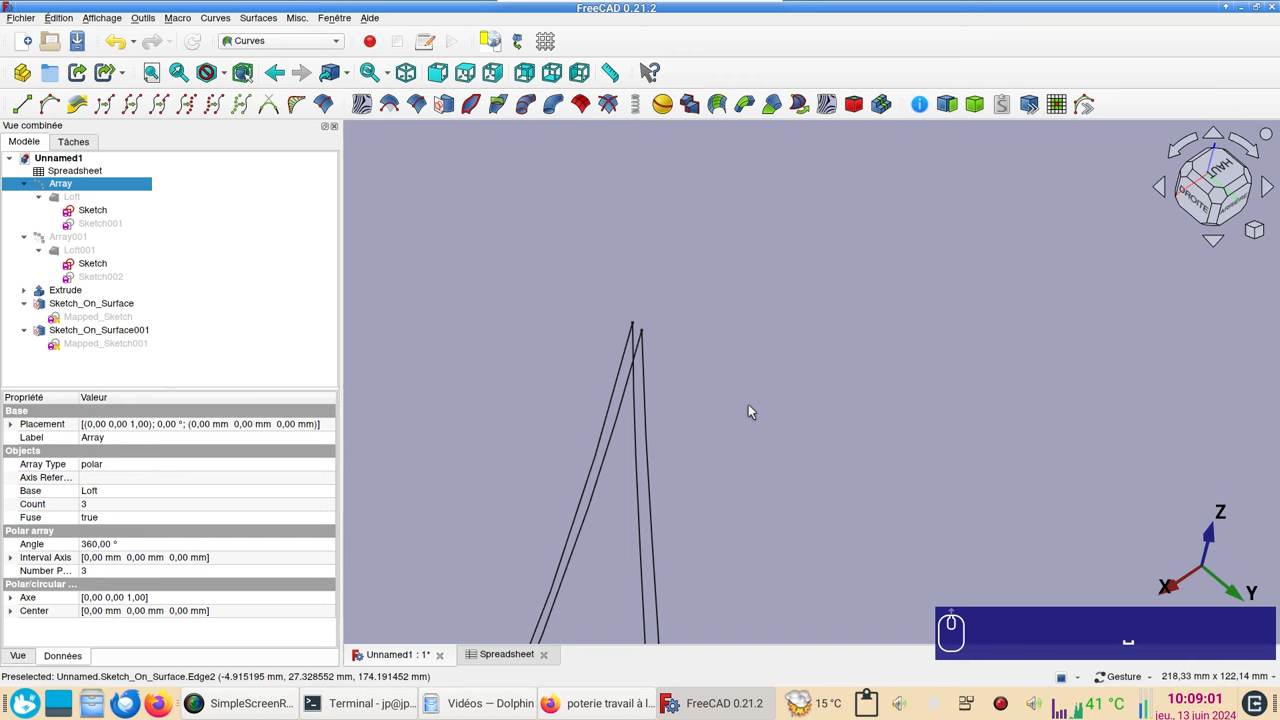 FreeCAD 0.21.2
Fichier Édition Affichage Outils Macro Curves Surfaces Misc. Fenêtre Aide
Curves
Vue combinée
Modèle Tâches
Unnamed1
Spreadsheet
Array
Loft
Sketch
Sketch001
Array001
Loft001
Sketch
Sketch002
Extrude
Sketch_On_Surface
Mapped_Sketch
Sketch_On_Surface001
Mapped_Sketch001
Propriété Valeur
Base
Placement [(0,00 0,00 1,00); 0,00 °; (0,00 mm 0,00 mm 0,00 mm)]
Label Array
Objects
Array Type polar
Axis Refer...
Base Loft
Count 3
Fuse true
Polar array
Angle 360,00 °
Interval Axis [0,00 mm 0,00 mm 0,00 mm]
Number P... 3
Polar/circular ...
Axe [0,00 0,00 1,00]
Center [0,00 mm 0,00 mm 0,00 mm]
Vue Données
HAUT
DROITE
Z
X
Y
Unnamed1 : 1* Spreadsheet
Preselected: Unnamed.Sketch_On_Surface.Edge2 (-4.915195 mm, 27.328552 mm, 174.191452 mm) Gesture 218,33 mm x 122,14 mm
SimpleScreenR... Terminal - jp@jp... Vidéos — Dolphin poterie travail à l... FreeCAD 0.21.2 15 °C 41 °C 10:09:01
jeu., 13 juin 2024